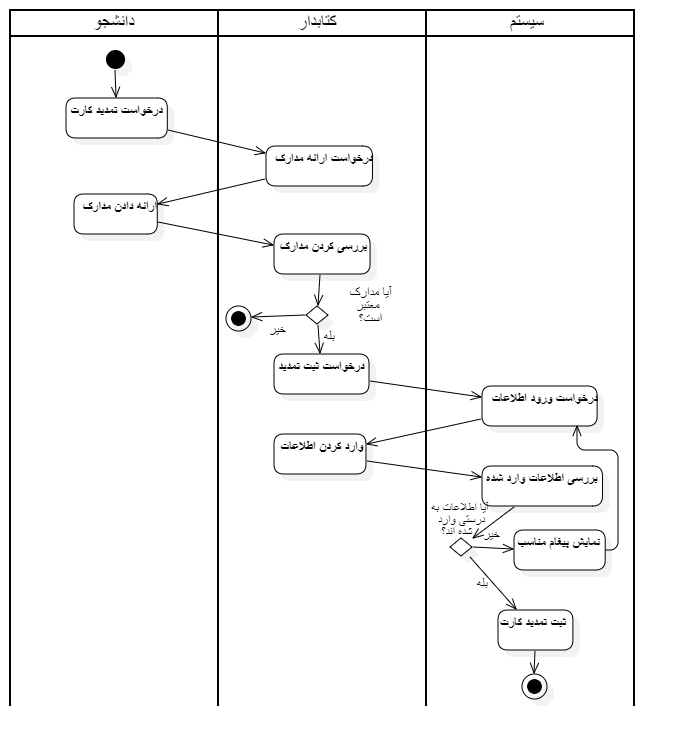 دانشجو
کتابدار
سیستم
درخواست تمدید کارت
درخواست ارائه مدارک
ارائه دادن مدارک
بررسی کردن مدارک
آیا مدارک
معتبر
است؟
خیر
بله
درخواست ثبت تمدید
درخواست ورود اطلاعات
وارد کردن اطلاعات
بررسی اطلاعات وارد شده
آیا اطلاعات به
درستی وارد
شده اند؟
خیر
نمایش پیغام مناسب
بله
ثبت تمدید کارت